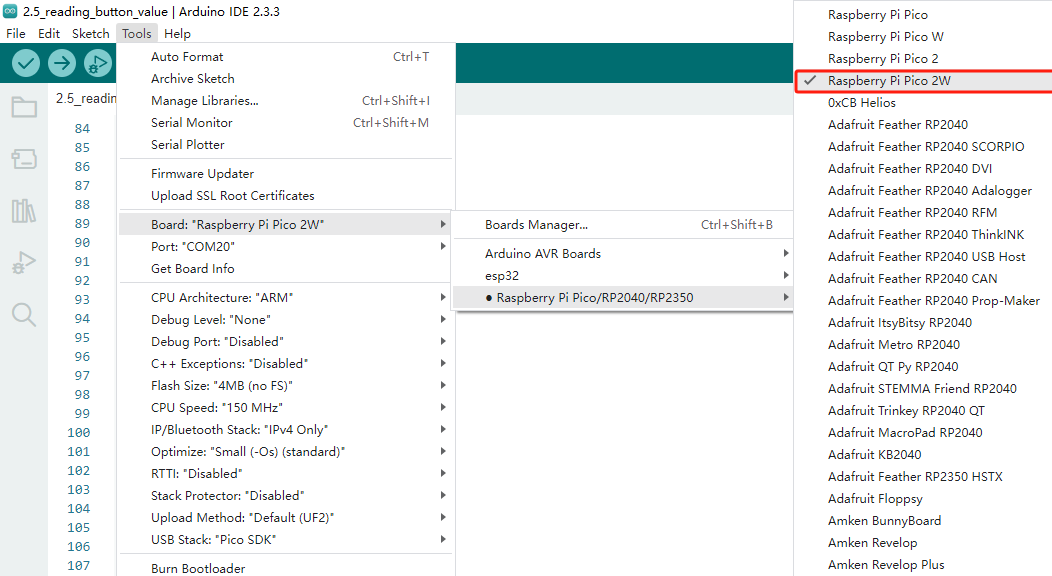 2.5_reading_button_value | Arduino IDE 2.3.3
File Edit Sketch Tools Help
2.5_readin
84
85
86
87
88
89
90
91
92
93
94
95
96
97
98
99
100
101
102
103
104
105
106
107
Auto Format Ctrl+T
Archive Sketch
Manage Libraries... Ctrl+Shift+I
Serial Monitor Ctrl+Shift+M
Serial Plotter
Firmware Updater
Upload SSL Root Certificates
Board: "Raspberry Pi Pico 2W"
Port: "COM20"
Get Board Info
CPU Architecture: "ARM"
Debug Level: "None"
Debug Port: "Disabled"
C++ Exceptions: "Disabled"
Flash Size: "4MB (no FS)"
CPU Speed: "150 MHz"
IP/Bluetooth Stack: "IPv4 Only"
Optimize: "Small (-Os) (standard)"
RTTI: "Disabled"
Stack Protector: "Disabled"
Upload Method: "Default (UF2)"
USB Stack: "Pico SDK"
Burn Bootloader
Boards Manager... Ctrl+Shift+B
Arduino AVR Boards
esp32
● Raspberry Pi Pico/RP2040/RP2350
Raspberry Pi Pico
Raspberry Pi Pico W
Raspberry Pi Pico 2
✓ Raspberry Pi Pico 2W
0xCB Helios
Adafruit Feather RP2040
Adafruit Feather RP2040 SCORPIO
Adafruit Feather RP2040 DVI
Adafruit Feather RP2040 Adalogger
Adafruit Feather RP2040 RFM
Adafruit Feather RP2040 ThinkINK
Adafruit Feather RP2040 USB Host
Adafruit Feather RP2040 CAN
Adafruit Feather RP2040 Prop-Maker
Adafruit ItsyBitsy RP2040
Adafruit Metro RP2040
Adafruit QT Py RP2040
Adafruit STEMMA Friend RP2040
Adafruit Trinkey RP2040 QT
Adafruit MacroPad RP2040
Adafruit KB2040
Adafruit Feather RP2350 HSTX
Adafruit Floppsy
Amken BunnyBoard
Amken Revelop
Amken Revelop Plus